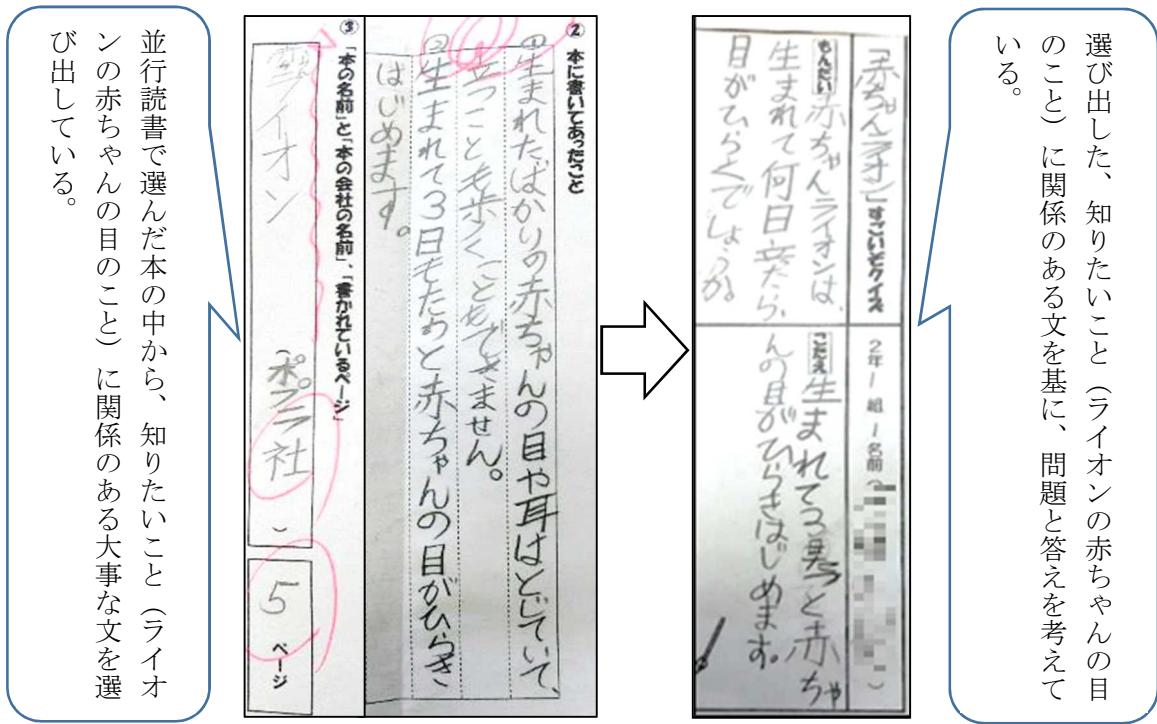 選び出した、知りたいこと（ライオンの赤ちゃんの目
のこと）に関係のある文を基に、問題と答えを考えて
いる。
「赤ちゃんライオン」すごいぞクイズ
2年1組1名前（
）
もんだい 赤ちゃんライオンは、
生まれて何日たったら、
目がひらくでしょうか。
こたえ 生まれて3日たつと赤ちゃ
んの目がひらきはじめます。
② 本に書いてあったこと
①生まれたばかりの赤ちゃんの目や耳はとじていて、
立つことも歩くこともできません。
②生まれて3日もたつと赤ちゃんの目がひらき
はじめます。
③ 「本の名前」と「本の会社の名前」、「書かれているページ」
ライオン
（ポプラ社）
5ページ
並行読書で選んだ本の中から、知りたいこと（ライオ
ンの赤ちゃんの目のこと）に関係のある大事な文を選
び出している。